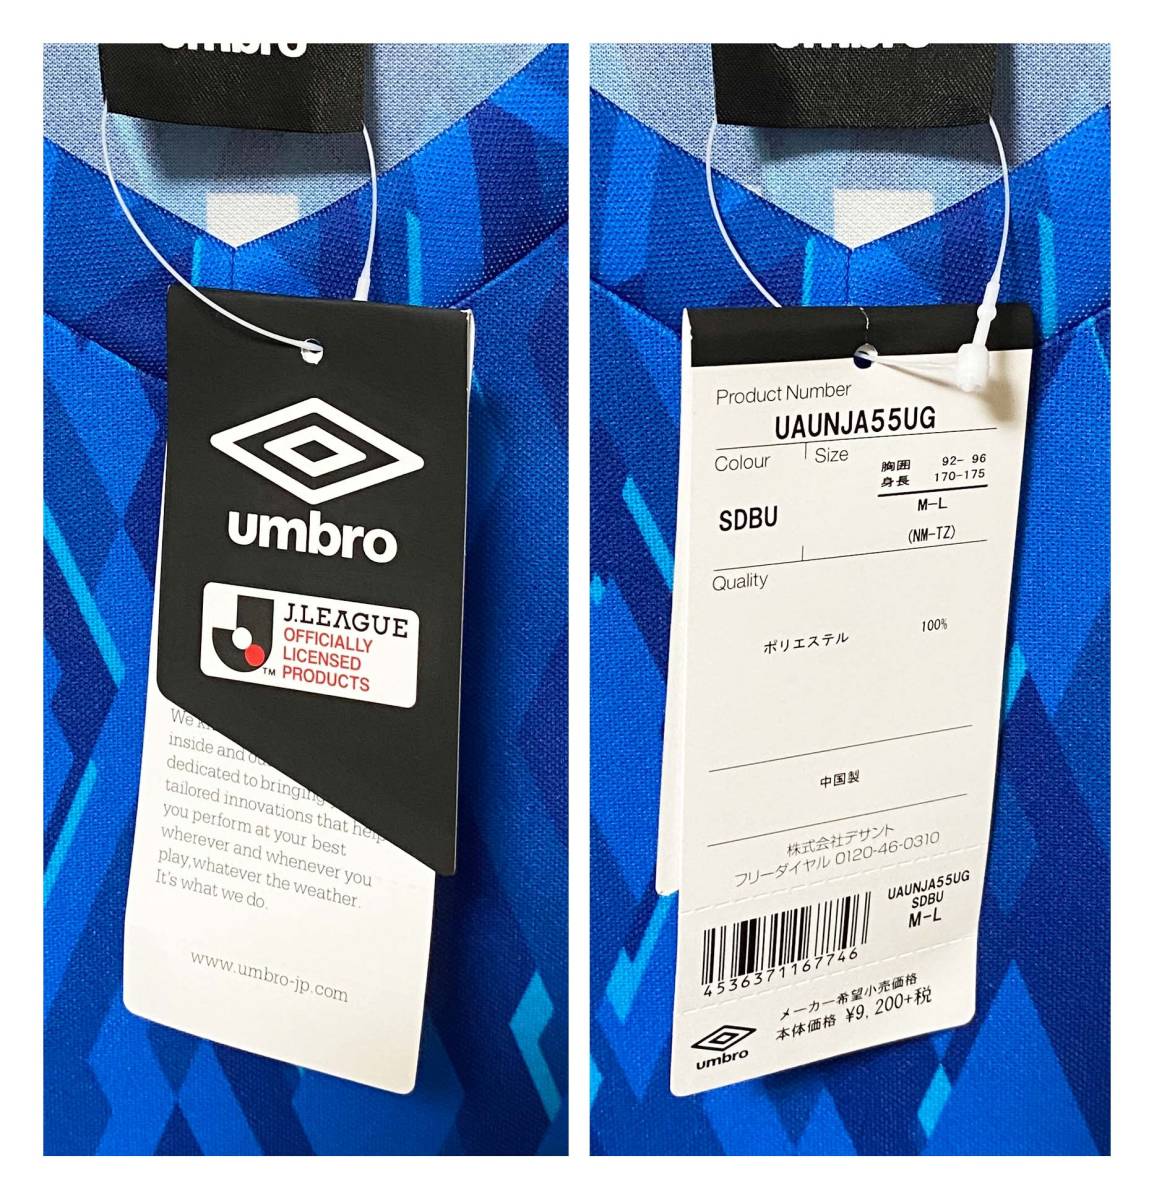 umbro
umbro
J.LEAGUE
OFFICIALLY
LICENSED
PRODUCTS
TM
We
inside and
dedicated to bringing
tailored innovations that help
you perform at your best
wherever and whenever you
play, whatever the weather.
It's what we do.
www.umbro-jp.com
umbro
Product Number
UAUNJA55UG
Colour
Size
胸囲 92- 96
身長 170-175
SDBU
M-L
(NM-TZ)
Quality
ポリエステル 100%
中国製
株式会社デサント
フリーダイヤル 0120-46-0310
UAUNJA55UG
SDBU
M-L
4536371167746
メーカー希望小売価格
本体価格 ¥9,200+税
umbro